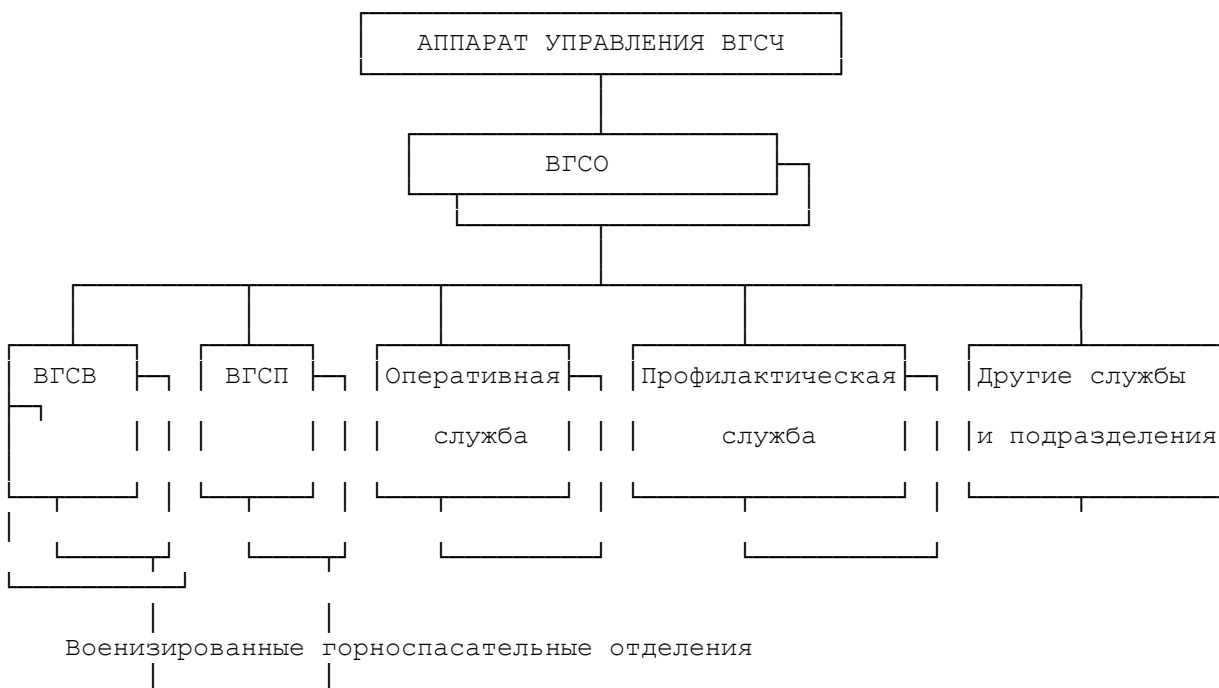 АППАРАТ УПРАВЛЕНИЯ ВГСЧ
ВГСО
ВГСВ ВГСП Оперативная Профилактическая Другие службы
служба служба и подразделения
Военизированные горноспасательные отделения